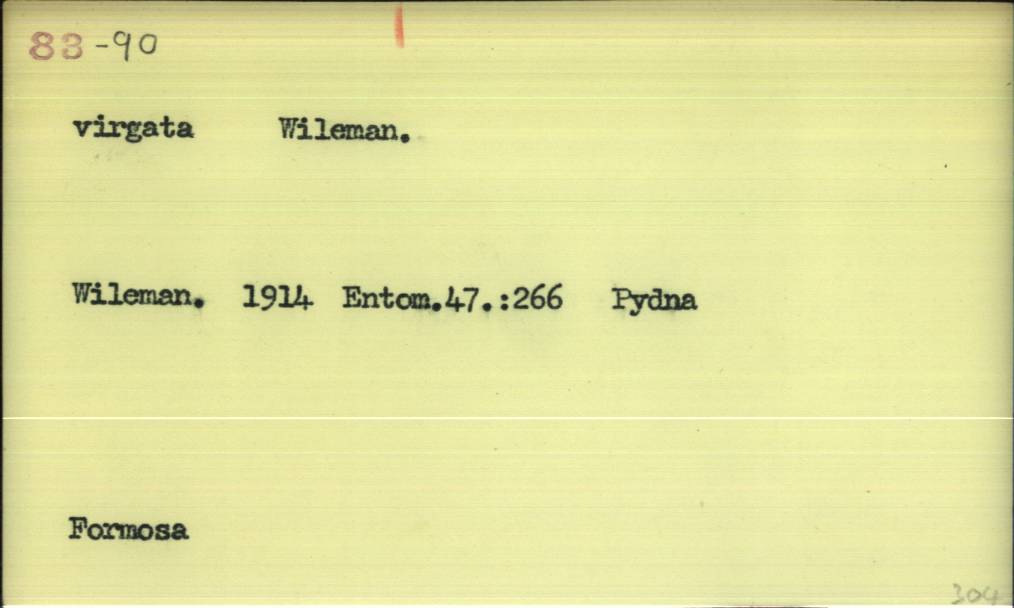 83-90
virgata Wileman.
Wileman. 1914 Entom.47.:266 Pydna
Formosa
304